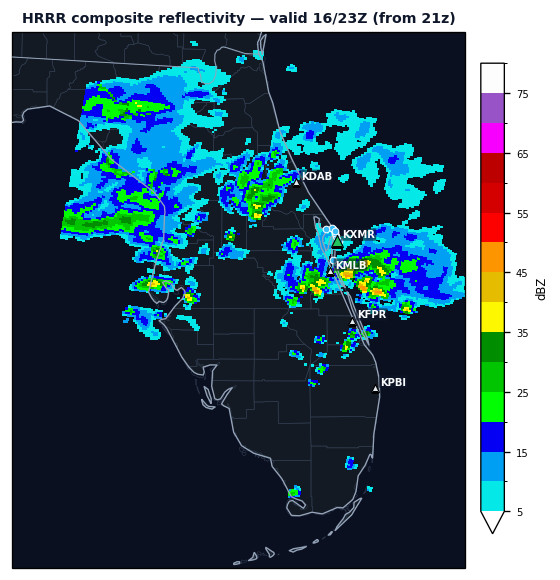 HRRR composite reflectivity — valid 16/23Z (from 21z)
KDAB
KXMR
KMLB
KFPR
KPBI
75
65
55
45
35
25
15
5
dBZ